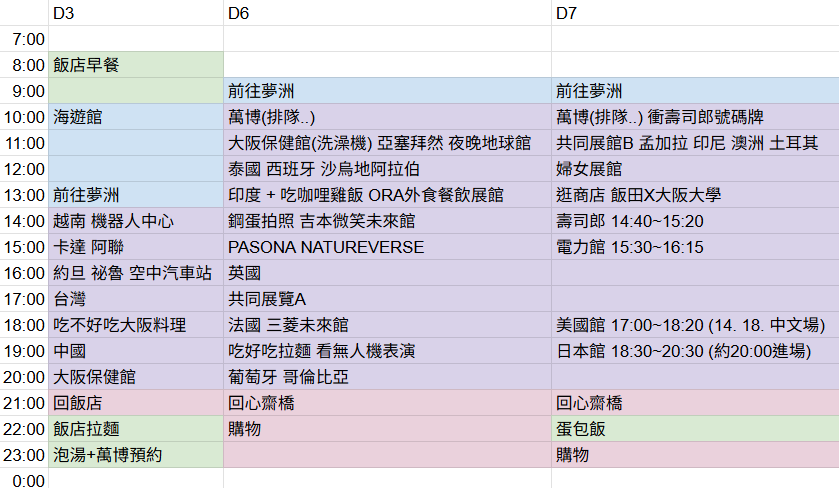 D3 D6 D7
7:00
8:00 飯店早餐
9:00 前往夢洲 前往夢洲
10:00 海遊館 萬博(排隊..) 萬博(排隊..) 衝壽司郎號碼牌
11:00 大阪保健館(洗澡機) 亞塞拜然 夜晚地球館 共同展館B 孟加拉 印尼 澳洲 土耳其
12:00 泰國 西班牙 沙烏地阿拉伯 婦女展館
13:00 前往夢洲 印度 + 吃咖哩雞飯 ORA外食餐飲展館 逛商店 飯田X大阪大學
14:00 越南 機器人中心 鋼蛋拍照 吉本微笑未來館 壽司郎 14:40~15:20
15:00 卡達 阿聯 PASONA NATUREVERSE 電力館 15:30~16:15
16:00 約旦 祕魯 空中汽車站 英國
17:00 台灣 共同展覽A
18:00 吃不好吃大阪料理 法國 三菱未來館 美國館 17:00~18:20 (14. 18. 中文場)
19:00 中國 吃好吃拉麵 看無人機表演 日本館 18:30~20:30 (約20:00進場)
20:00 大阪保健館 葡萄牙 哥倫比亞
21:00 回飯店 回心齋橋 回心齋橋
22:00 飯店拉麵 購物 蛋包飯
23:00 泡湯+萬博預約 購物
0:00